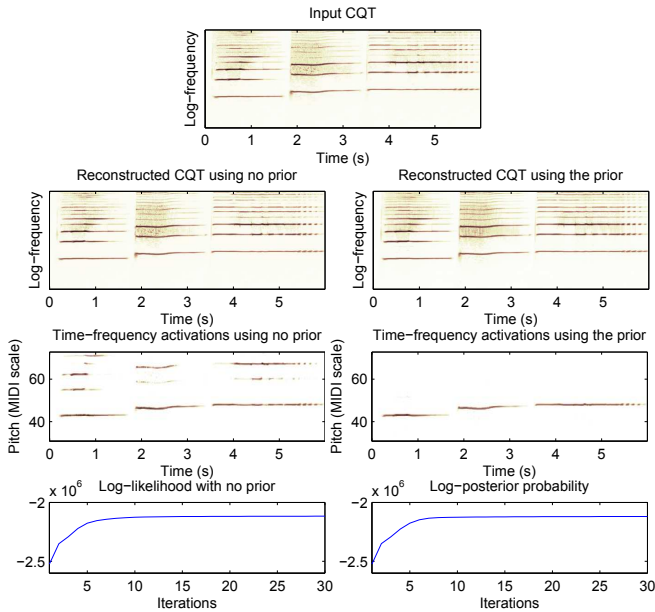 Input CQT
Log−frequency
0 1 2 3 4 5
Time (s)
Reconstructed CQT using no prior
Log−frequency
0 1 2 3 4 5
Time (s)
Reconstructed CQT using the prior
Log−frequency
0 1 2 3 4 5
Time (s)
Time−frequency activations using no prior
Pitch (MIDI scale)
60
40
0 1 2 3 4 5
Time (s)
Time−frequency activations using the prior
Pitch (MIDI scale)
60
40
0 1 2 3 4 5
Time (s)
Log−likelihood with no prior
x 10^6
−2
−2.5
5 10 15 20 25 30
Iterations
Log−posterior probability
x 10^6
−2
−2.5
5 10 15 20 25 30
Iterations